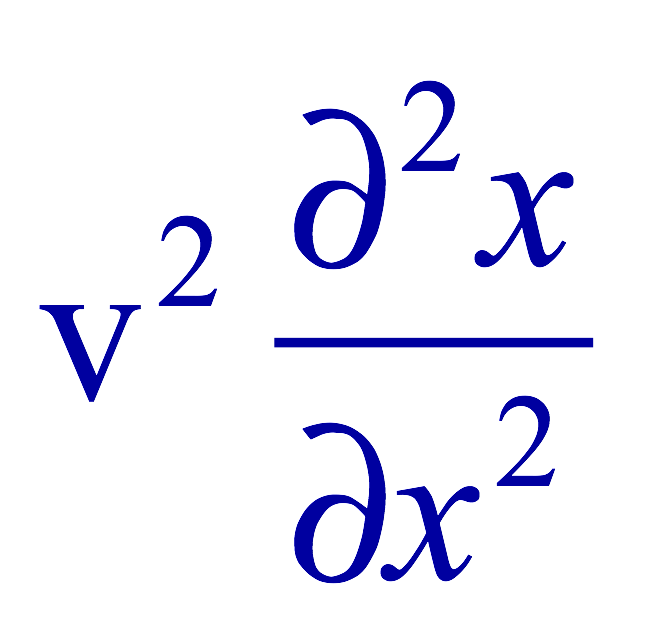 v² ∂²x / ∂x²